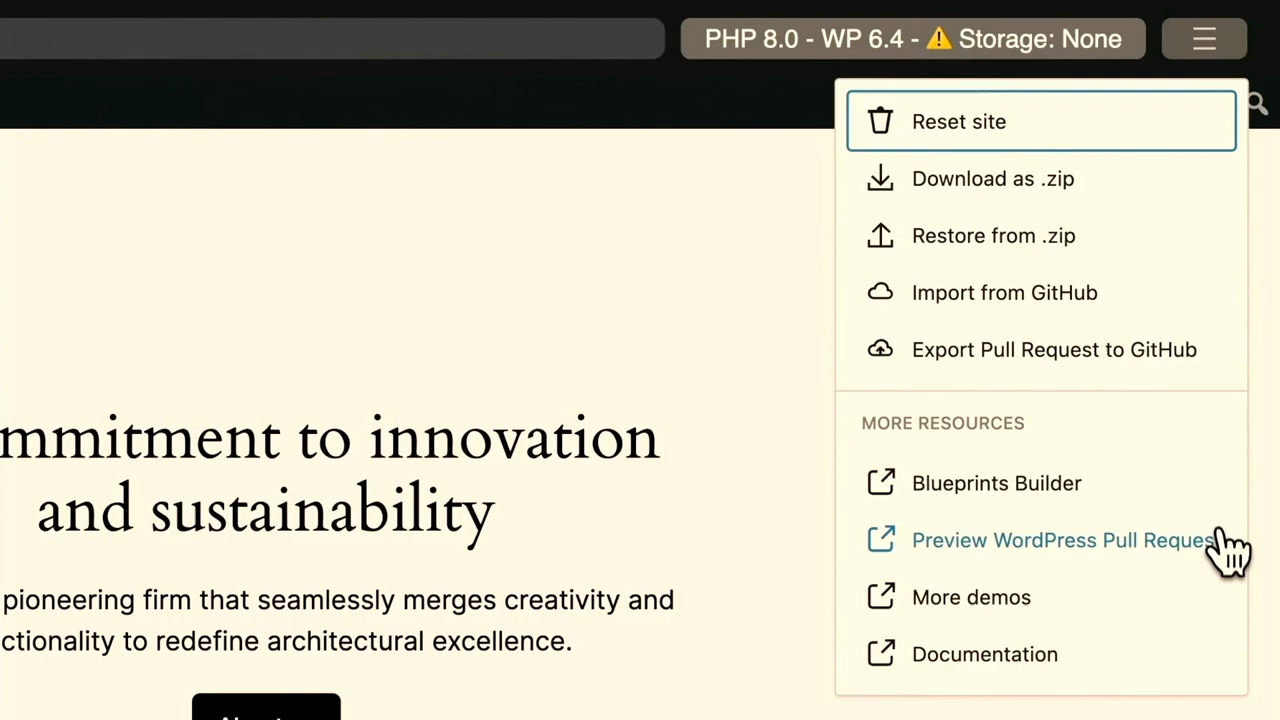 PHP 8.0 - WP 6.4 - ⚠️ Storage: None
Reset site
Download as .zip
Restore from .zip
Import from GitHub
Export Pull Request to GitHub
MORE RESOURCES
Blueprints Builder
Preview WordPress Pull Reques
More demos
Documentation
mmitment to innovation
and sustainability
pioneering firm that seamlessly merges creativity and
ctionality to redefine architectural excellence.